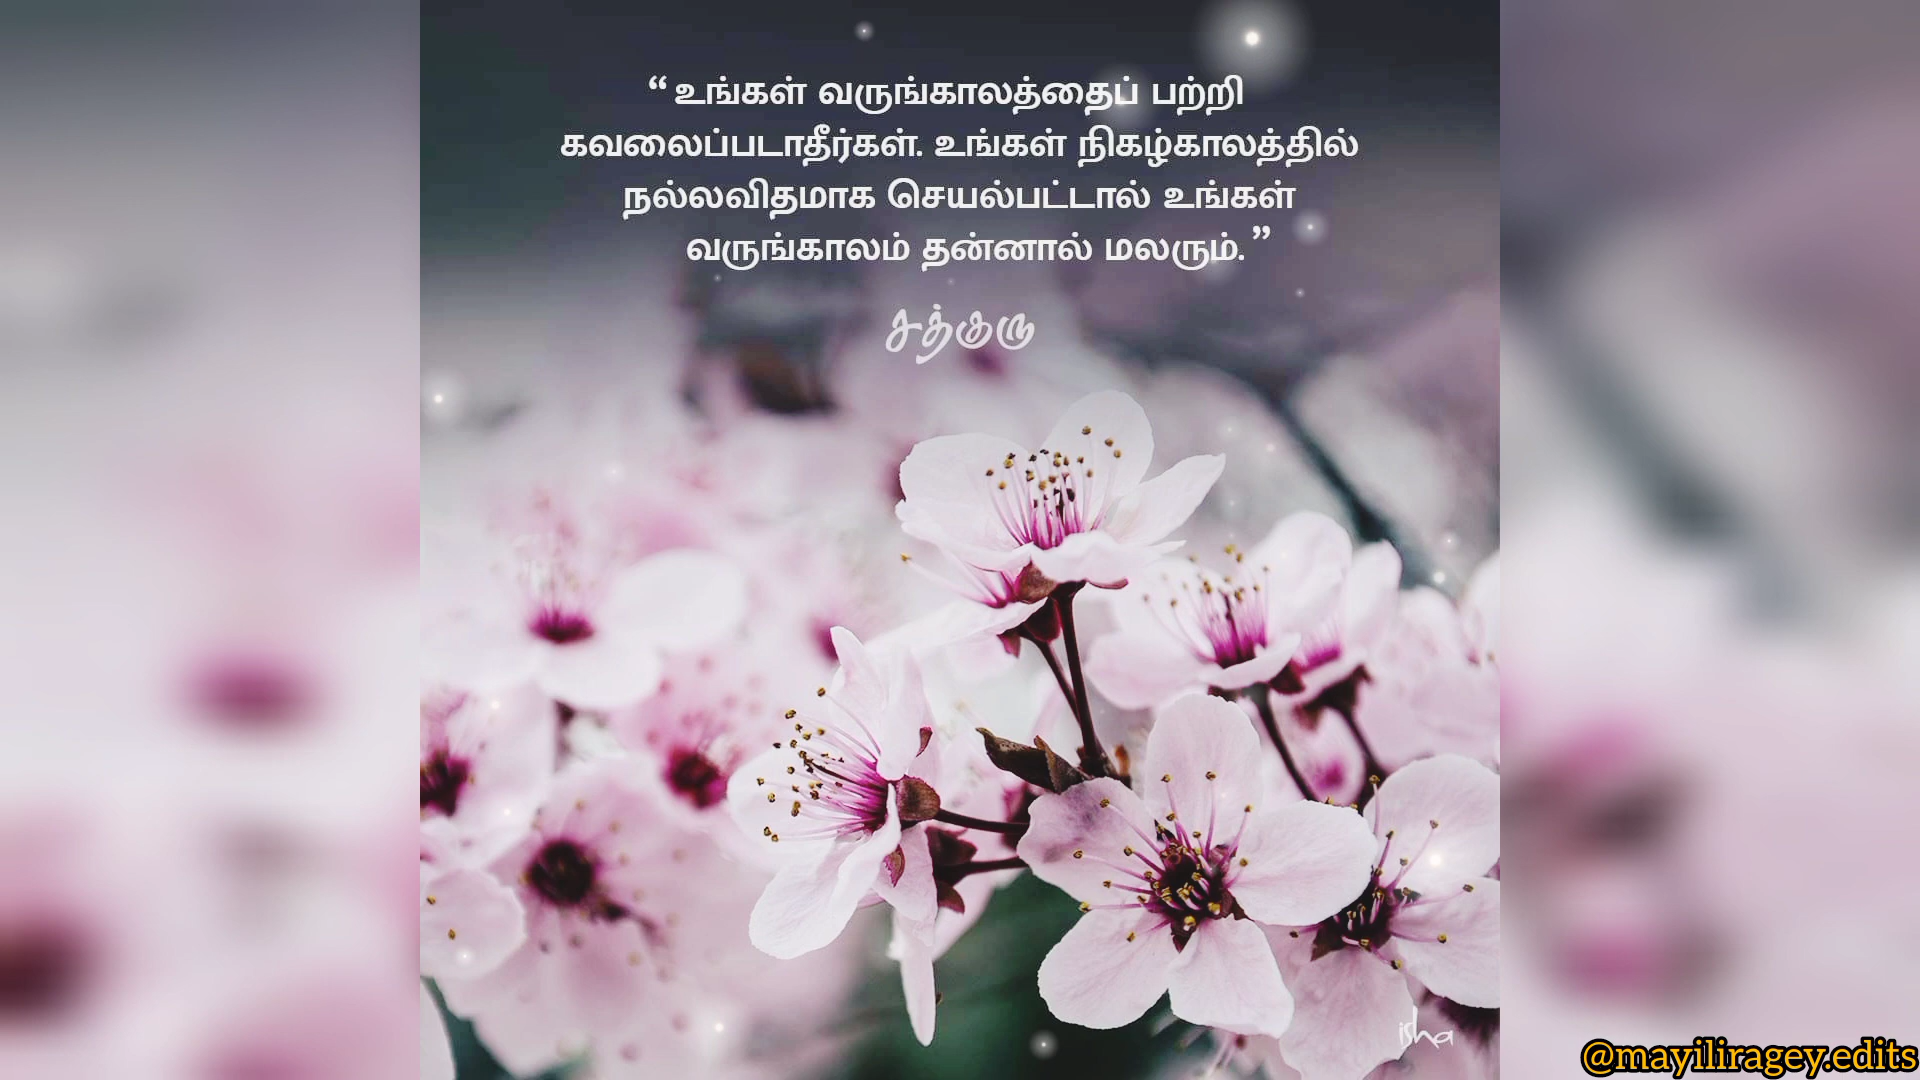 “ உங்கள் வருங்காலத்தைப் பற்றி
கவலைப்படாதீர்கள். உங்கள் நிகழ்காலத்தில்
நல்லவிதமாக செயல்பட்டால் உங்கள்
வருங்காலம் தன்னால் மலரும். ”
சத்குரு
isha
@mayiliragey.edits